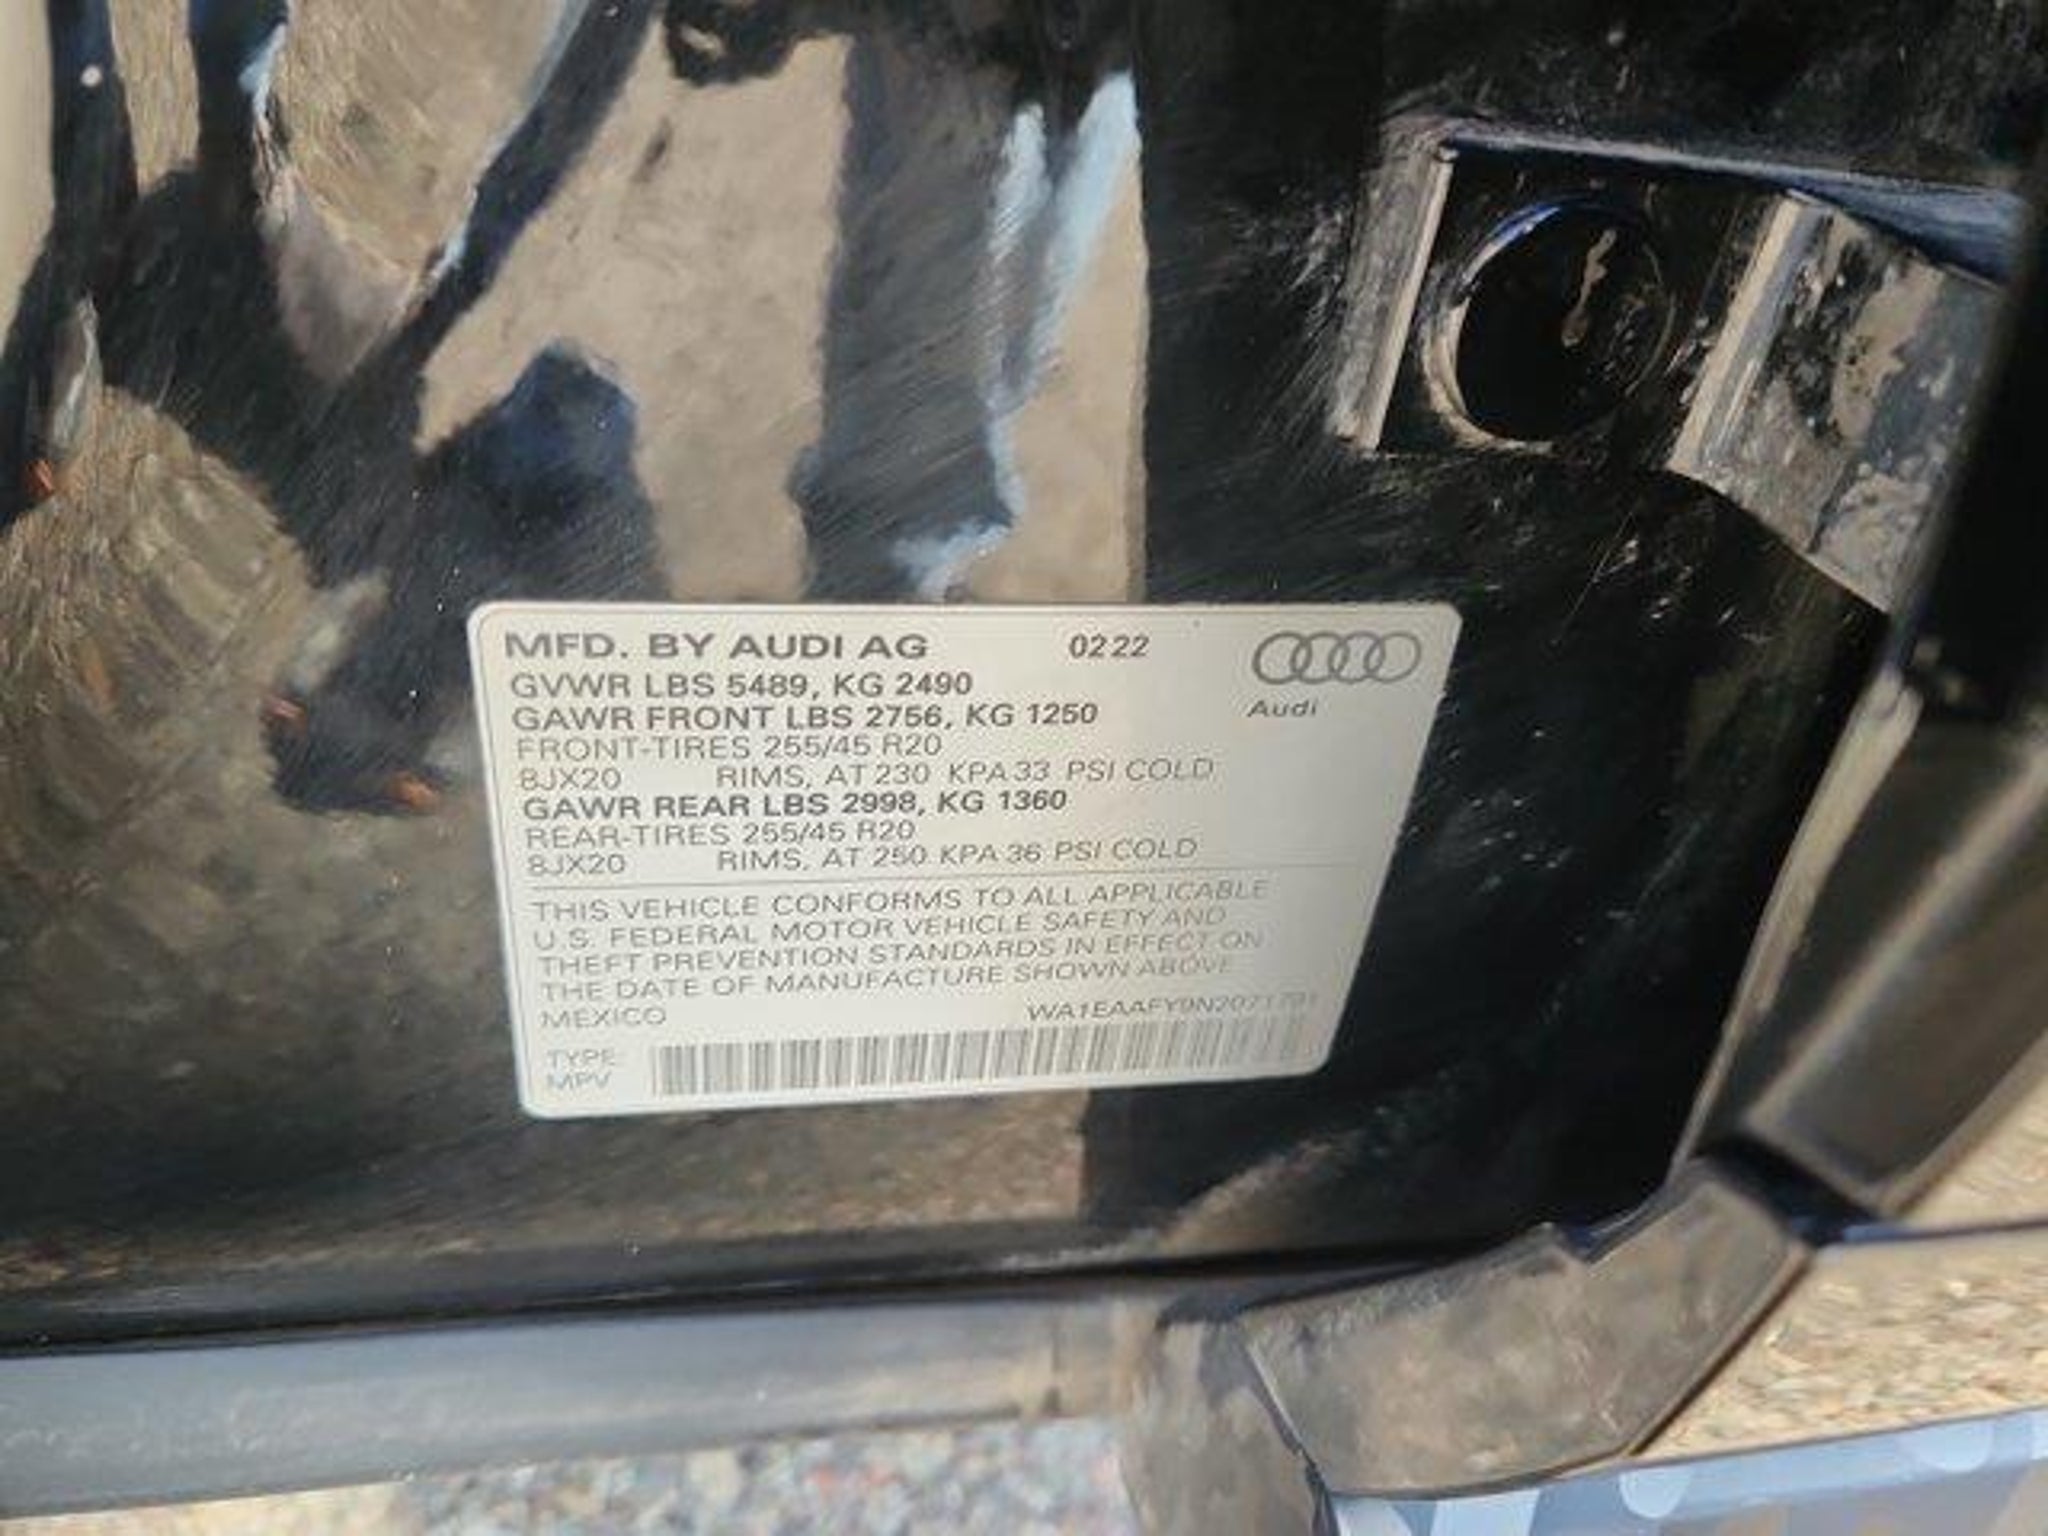 MFD. BY AUDI AG 0222
Audi
GVWR LBS 5489, KG 2490
GAWR FRONT LBS 2756, KG 1250
FRONT-TIRES 255/45 R20
8JX20 RIMS, AT 230 KPA 33 PSI COLD
GAWR REAR LBS 2998, KG 1360
REAR-TIRES 255/45 R20
8JX20 RIMS, AT 250 KPA 36 PSI COLD
THIS VEHICLE CONFORMS TO ALL APPLICABLE
U.S. FEDERAL MOTOR VEHICLE SAFETY AND
THEFT PREVENTION STANDARDS IN EFFECT ON
THE DATE OF MANUFACTURE SHOWN ABOVE
MEXICO
TYPE:
MPV